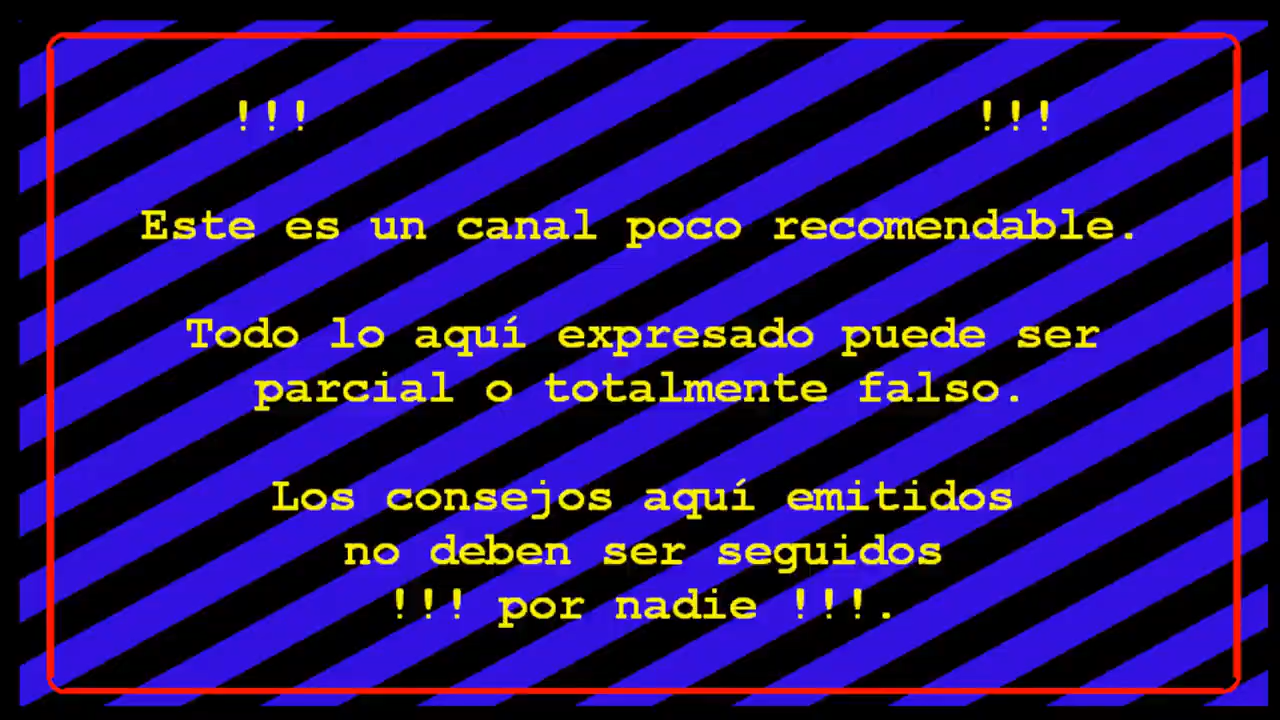 !!! !!!
Este es un canal poco recomendable.
Todo lo aquí expresado puede ser
parcial o totalmente falso.
Los consejos aquí emitidos
no deben ser seguidos
!!! por nadie !!!.